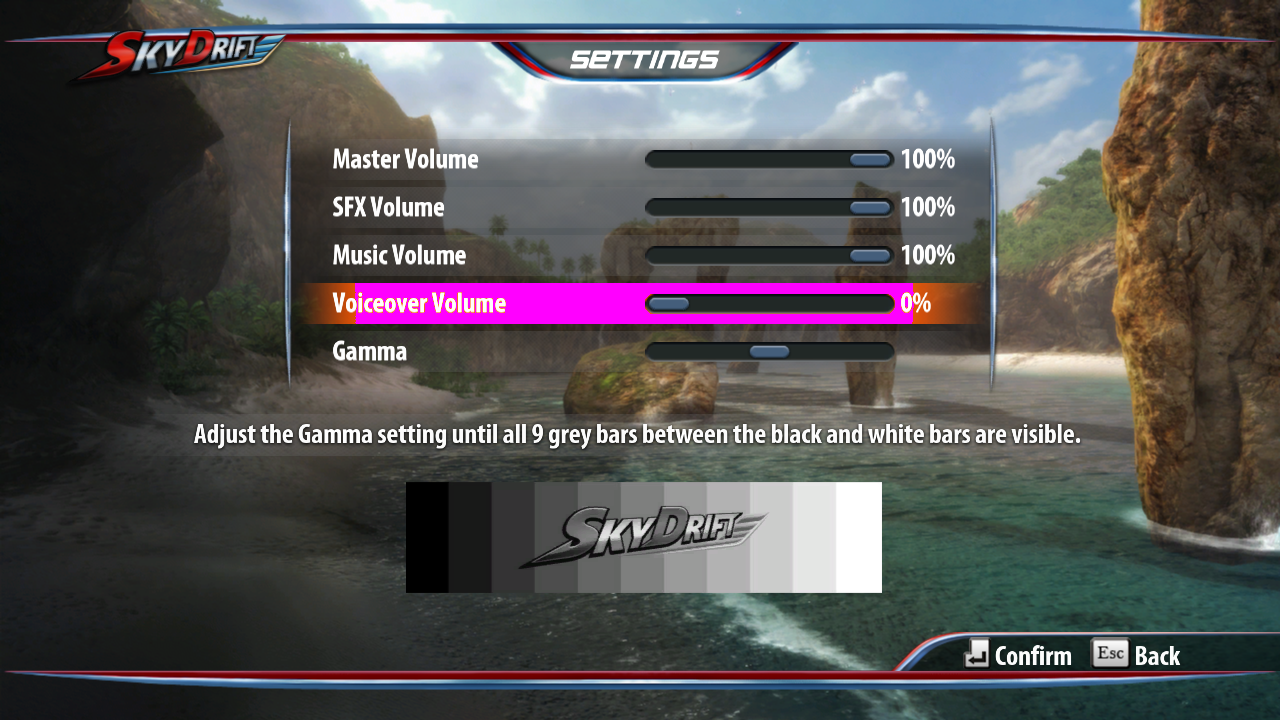 SKYDRIFT
SETTINGS
Master Volume 100%
SFX Volume 100%
Music Volume 100%
Voiceover Volume 0%
Gamma
Adjust the Gamma setting until all 9 grey bars between the black and white bars are visible.
SKYDRIFT
Confirm Esc Back